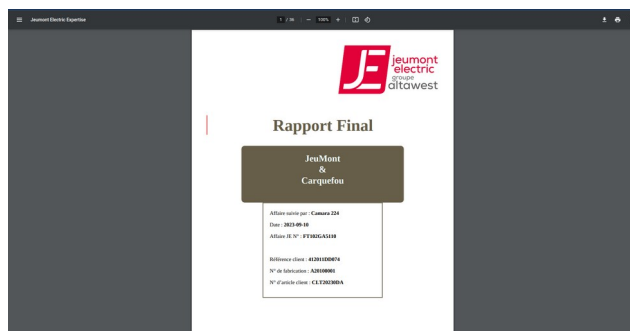 Jeumont Electric Expertise
1 / 36
100%
jeumont
electric
groupe
altawest
Rapport Final
JeuMont
&
Carquefou
Affaire suivie par : Camara 224
Date : 2023-09-10
Affaire JE N° : FT102GA5110
Référence client : 412011DD074
N° de fabrication : A20100001
N° d'article client : CLT20230DA